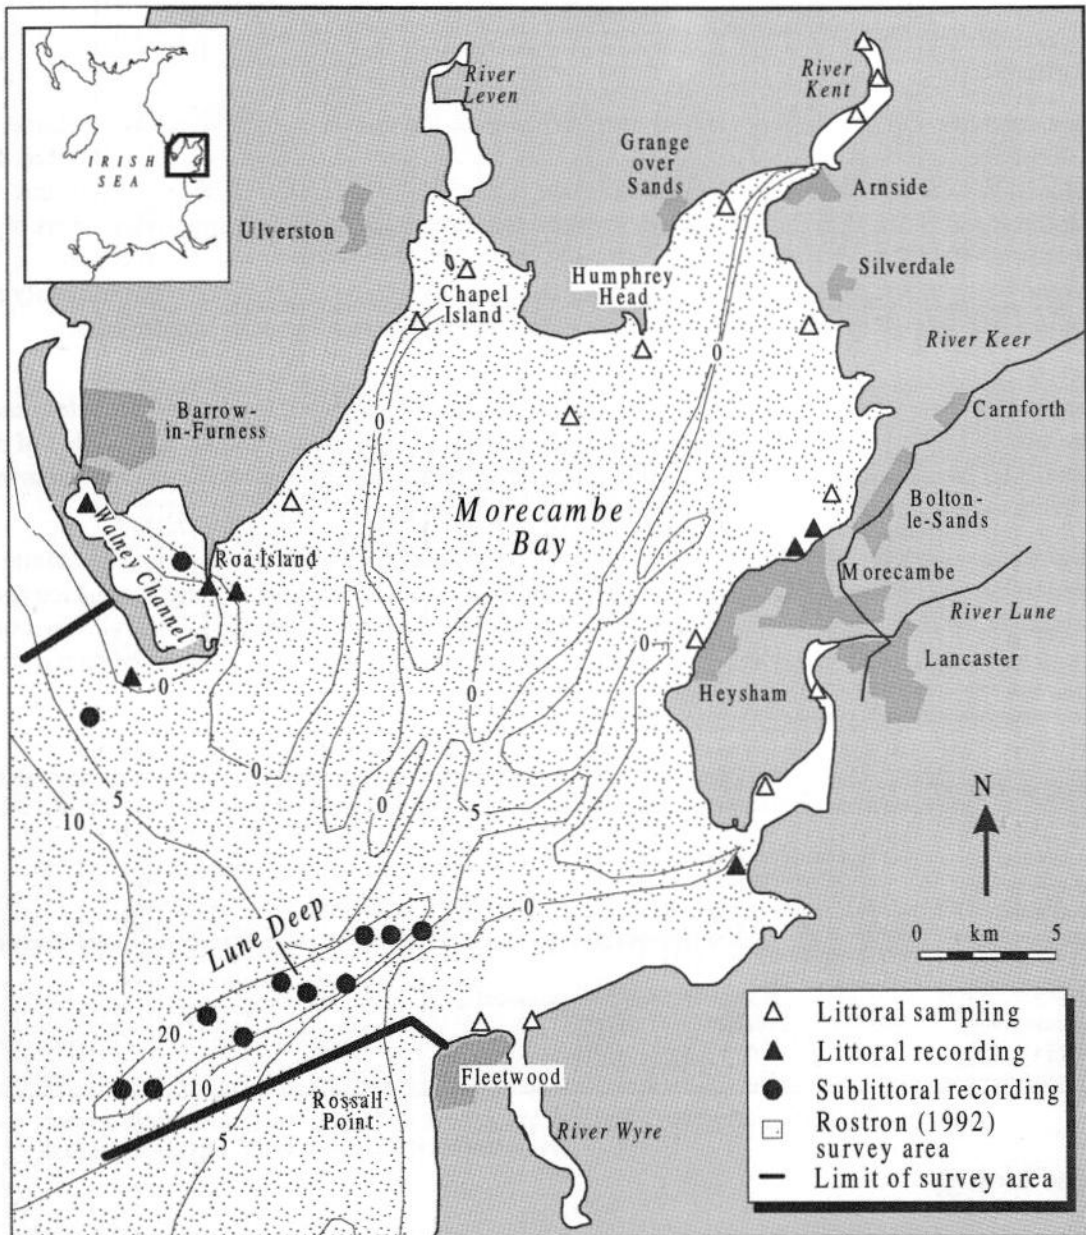 IRISH
SEA
River
Leven
River
Kent
Grange
over
Sands
Arnside
Ulverston
Silverdale
Chapel
Island
Humphrey
Head
River Keer
0
0
Carnforth
Barrow-
in-Furness
Morecambe
Bay
Bolton-
le-Sands
Walney Channel
Roa Island
Morecambe
River Lune
0
Lancaster
0
0
Heysham
0
5
0
5
N
10
0
Lune Deep
0 km 5
20
10
Rossall
Point
Fleetwood
5
River Wyre
Littoral sampling
Littoral recording
Sublittoral recording
Rostron (1992)
survey area
Limit of survey area